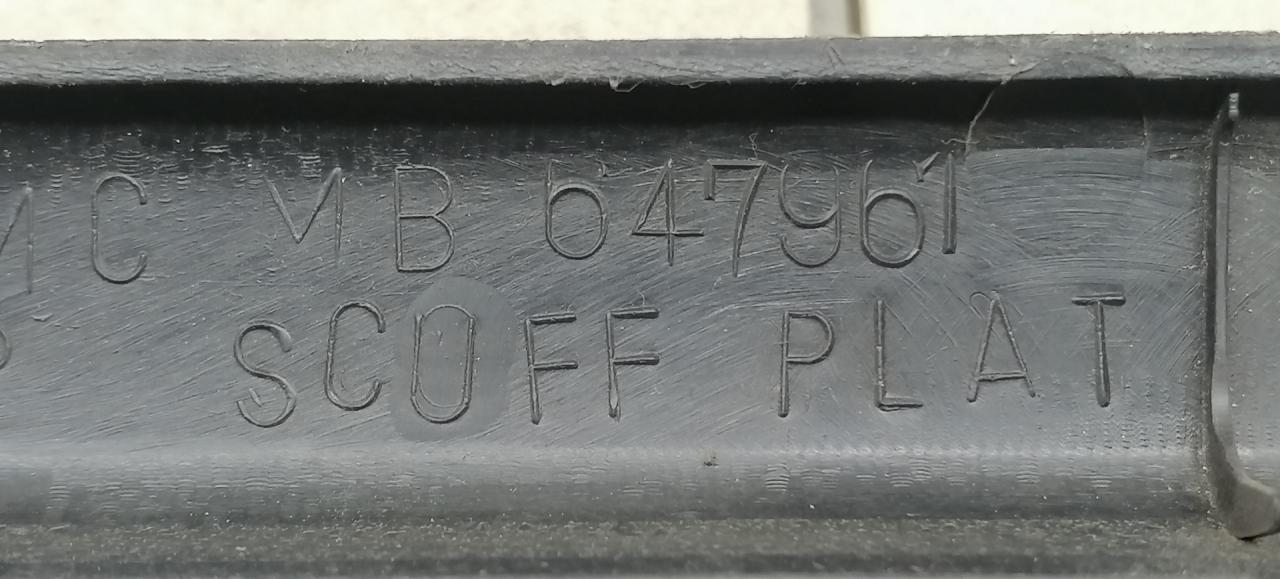 MC MB 647961
P SCOFF PLAT